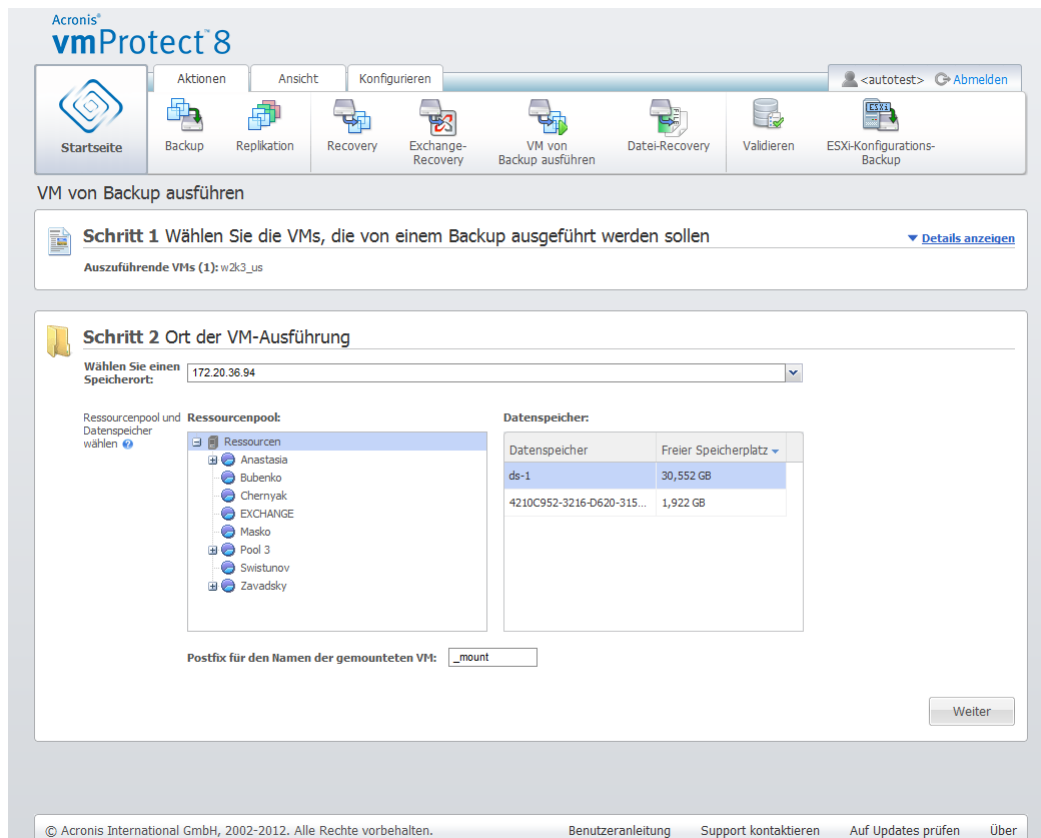 Acronis®
vmProtect™ 8
Aktionen Ansicht Konfigurieren
<autotest> Abmelden
Startseite
Backup
Replikation
Recovery
Exchange-
Recovery
VM von
Backup ausführen
Datei-Recovery
Validieren
ESXi
ESXi-Konfigurations-
Backup
VM von Backup ausführen
Schritt 1 Wählen Sie die VMs, die von einem Backup ausgeführt werden sollen
Details anzeigen
Auszuführende VMs (1): w2k3_us
Schritt 2 Ort der VM-Ausführung
Wählen Sie einen
Speicherort:
172.20.36.94
Ressourcenpool und
Datenspeicher
wählen ?
Ressourcenpool:
Ressourcen
Anastasia
Bubenko
Chernyak
EXCHANGE
Masko
Pool 3
Swistunov
Zavadsky
Datenspeicher:
Datenspeicher Freier Speicherplatz
ds-1 30,552 GB
4210C952-3216-D620-315... 1,922 GB
Postfix für den Namen der gemounteten VM: _mount
Weiter
© Acronis International GmbH, 2002-2012. Alle Rechte vorbehalten. Benutzeranleitung Support kontaktieren Auf Updates prüfen Über